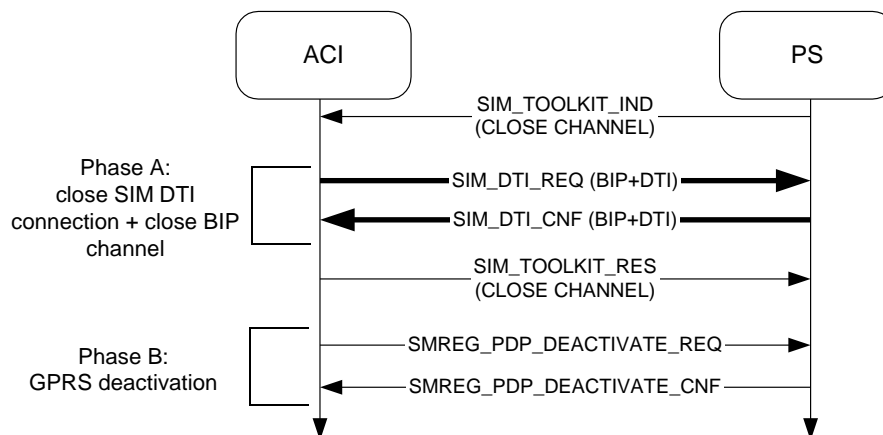 ACI
PS
SIM_TOOLKIT_IND
(CLOSE CHANNEL)
Phase A:
close SIM DTI
connection + close BIP
channel
SIM_DTI_REQ (BIP+DTI)
SIM_DTI_CNF (BIP+DTI)
SIM_TOOLKIT_RES
(CLOSE CHANNEL)
Phase B:
GPRS deactivation
SMREG_PDP_DEACTIVATE_REQ
SMREG_PDP_DEACTIVATE_CNF